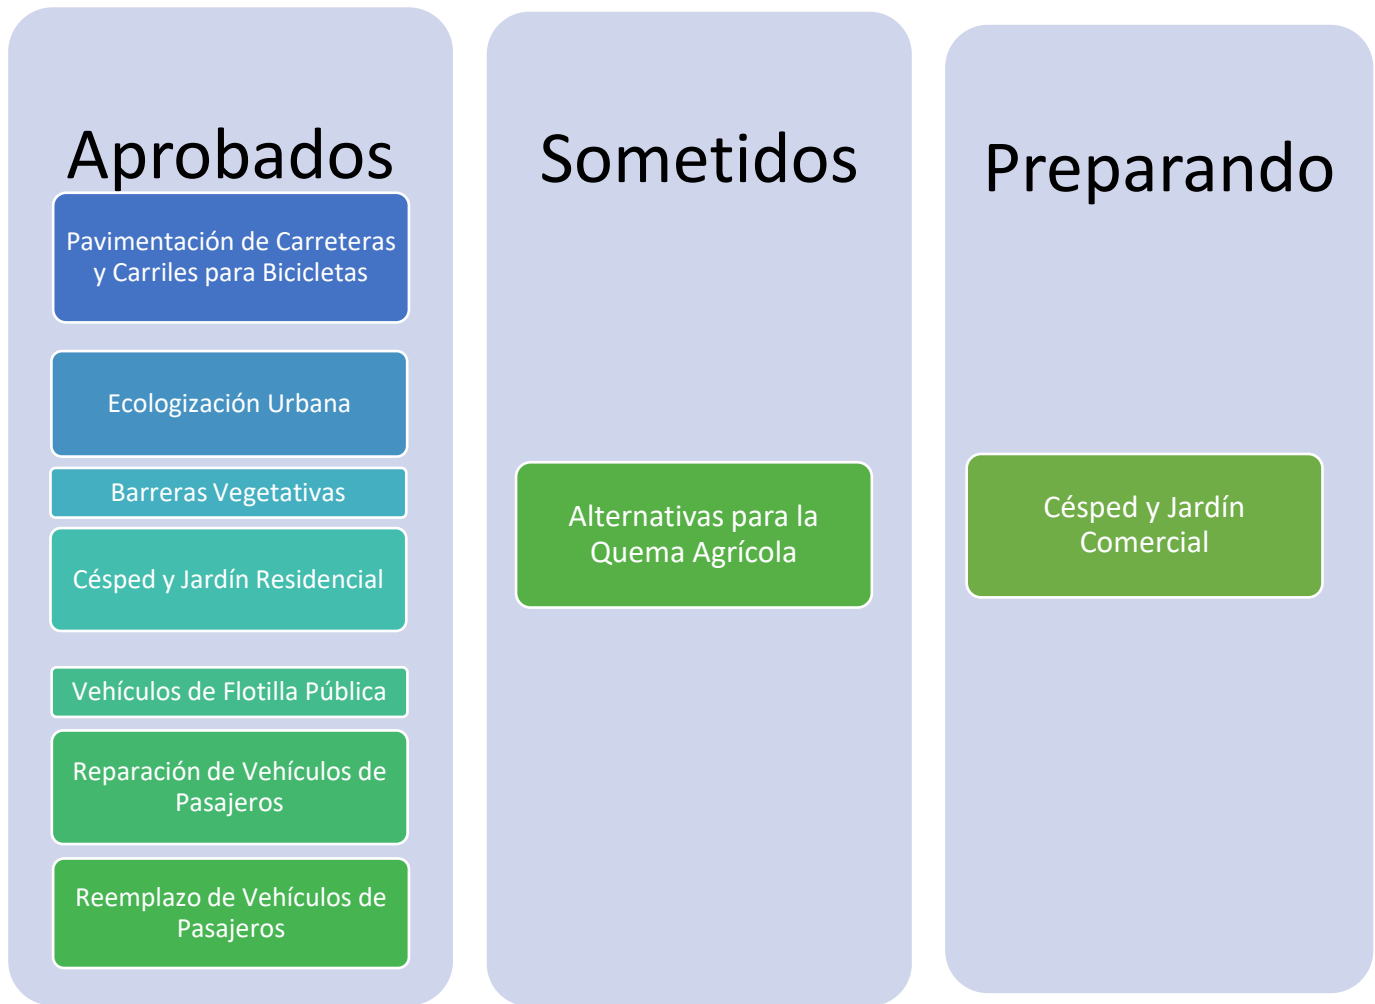 Aprobados
Pavimentación de Carreteras
y Carriles para Bicicletas
Ecologización Urbana
Barreras Vegetativas
Césped y Jardín Residencial
Vehículos de Flotilla Pública
Reparación de Vehículos de
Pasajeros
Reemplazo de Vehículos de
Pasajeros
Sometidos
Alternativas para la
Quema Agrícola
Preparando
Césped y Jardín
Comercial